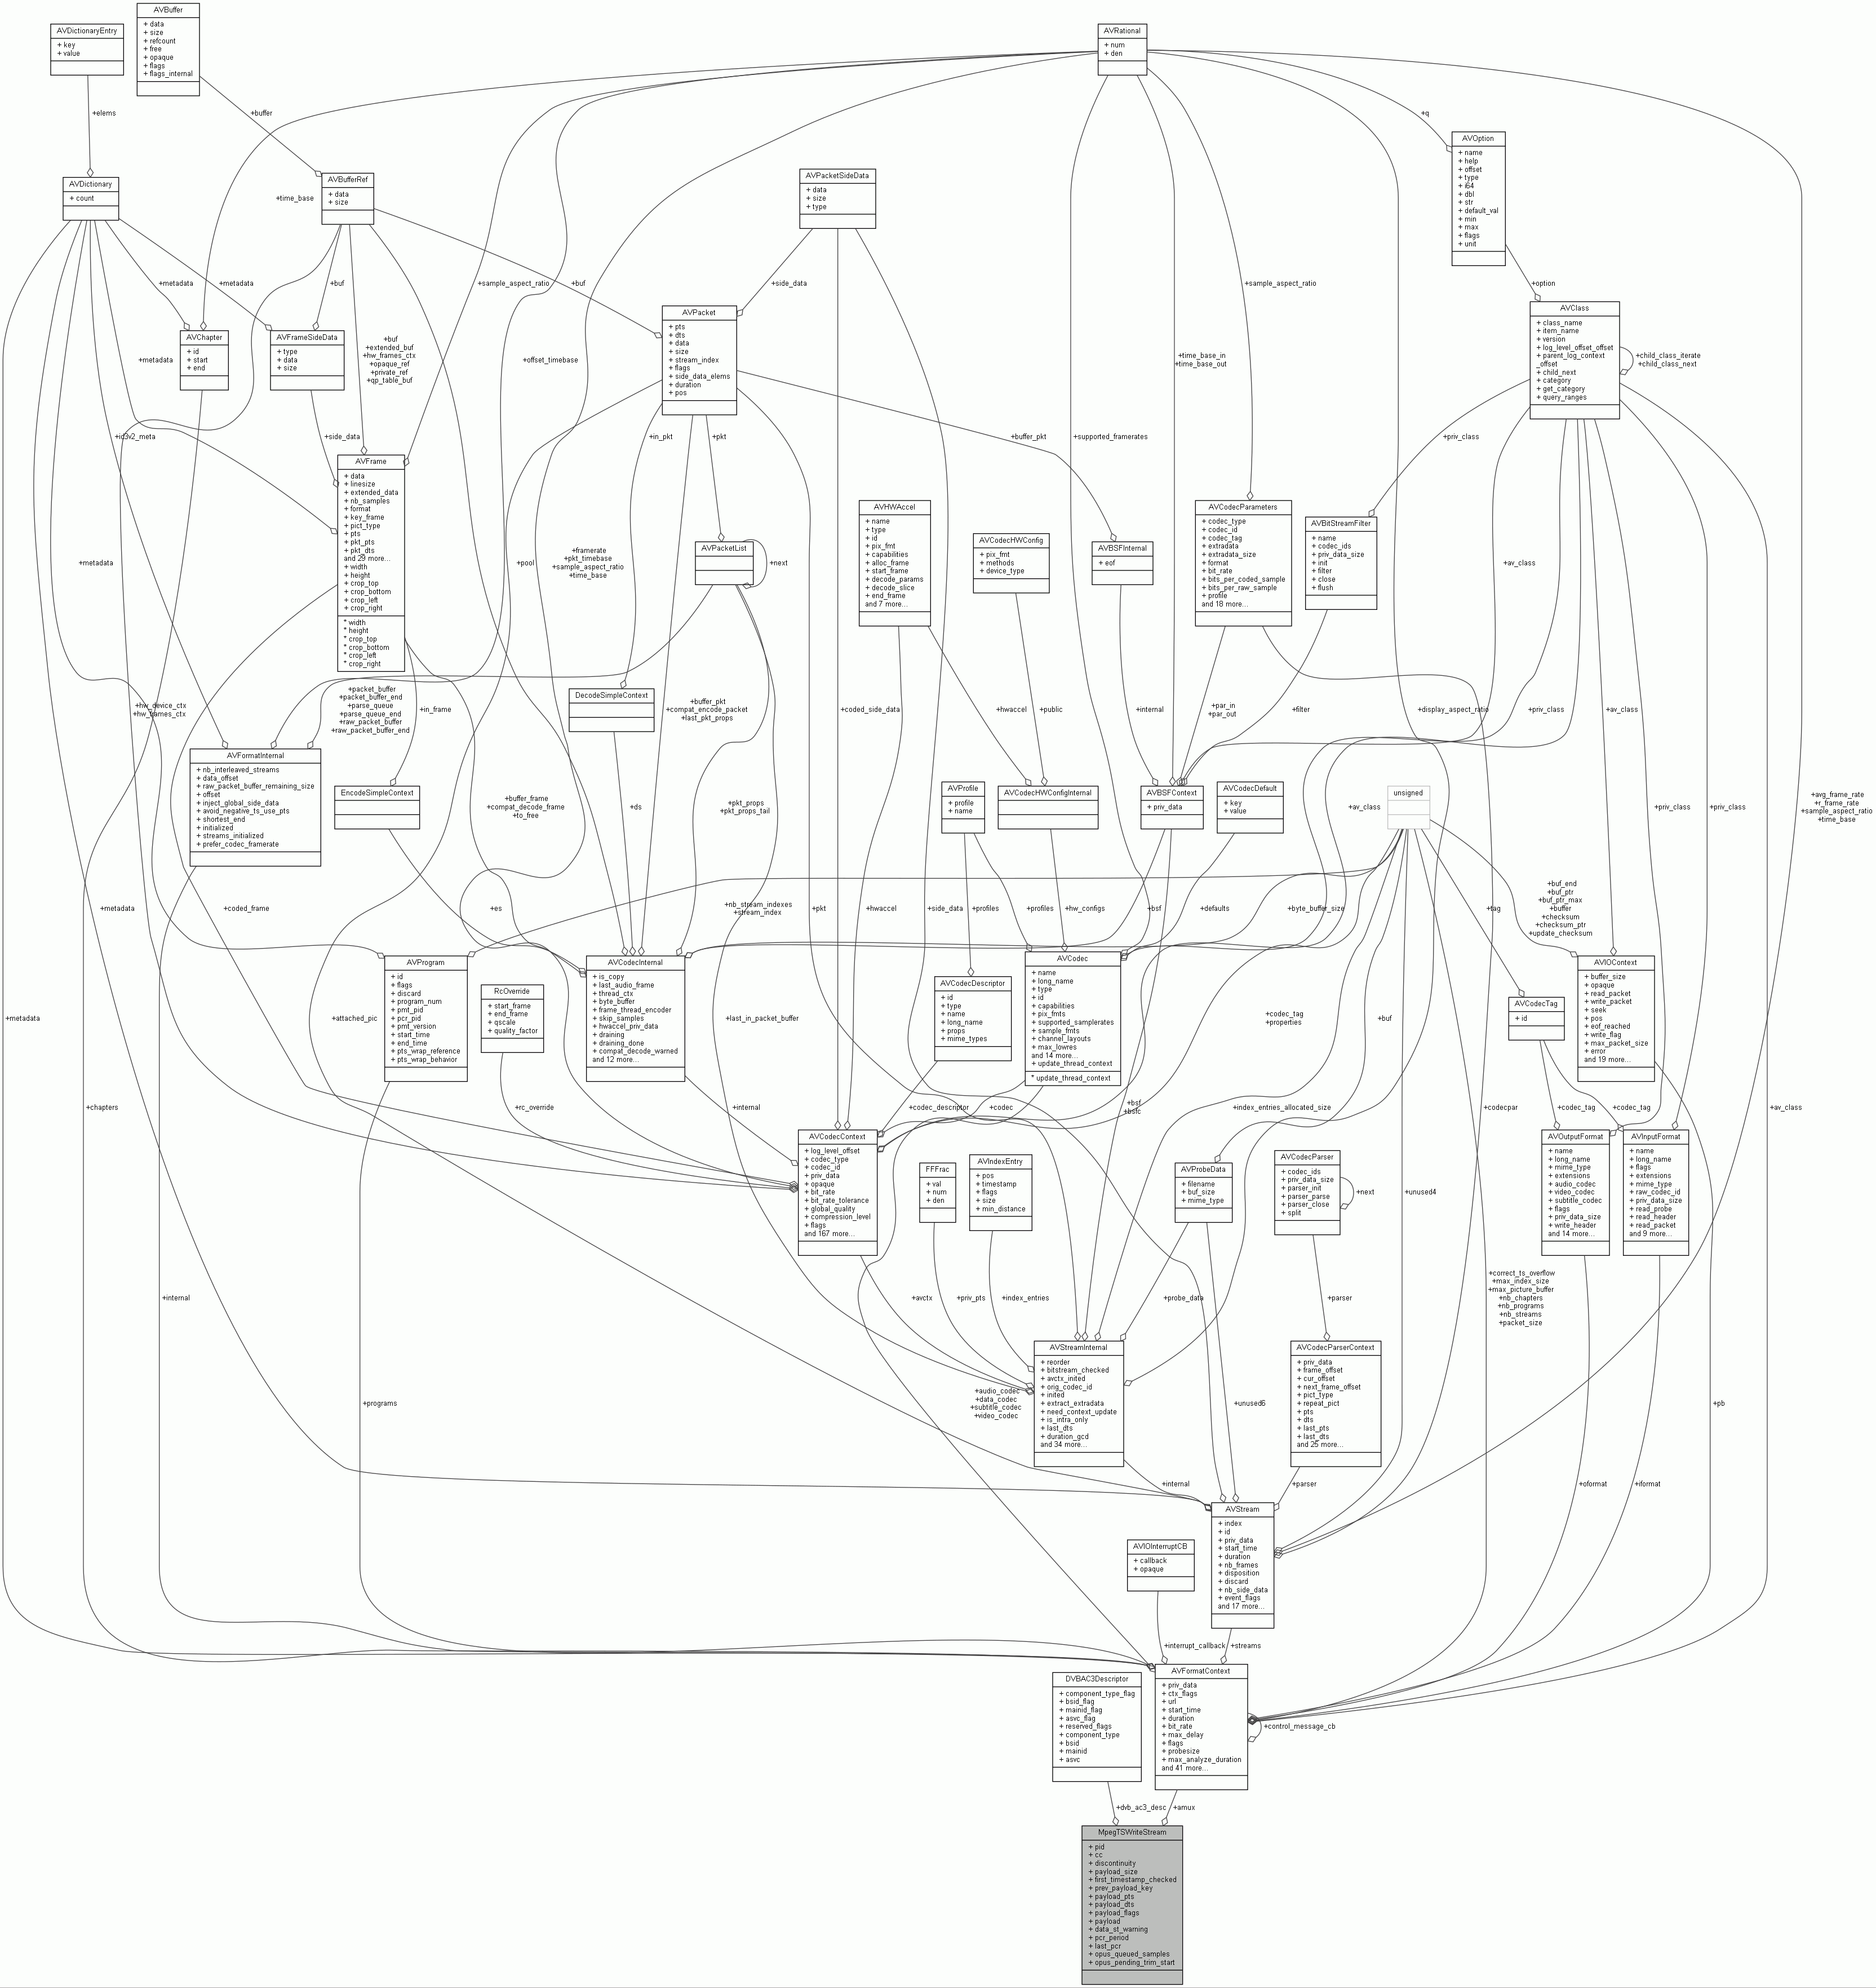 AVBuffer
+ data
+ size
+ refcount
+ free
+ opaque
+ flags
+ flags_internal
AVDictionaryEntry
+ key
+ value
AVRational
+ num
+ den
+elems
+buffer
+q
AVOption
+ name
+ help
+ offset
+ type
+ i64
+ dbl
+ str
+ default_val
+ min
+ max
+ flags
+ unit
AVDictionary
+ count
AVBufferRef
+ data
+ size
+time_base
AVPacketSideData
+ data
+ size
+ type
+metadata
+metadata
+buf
+sample_aspect_ratio
+buf
+side_data
+sample_aspect_ratio
+option
AVClass
+ class_name
+ item_name
+ version
+ log_level_offset_offset
+ parent_log_context
_offset
+ child_next
+ category
+ get_category
+ query_ranges
+child_class_iterate
+child_class_next
AVPacket
+ pts
+ dts
+ data
+ size
+ stream_index
+ flags
+ side_data_elems
+ duration
+ pos
AVChapter
+ id
+ start
+ end
AVFrameSideData
+ type
+ data
+ size
+metadata
+buf
+extended_buf
+hw_frames_ctx
+opaque_ref
+private_ref
+qp_table_buf
+offset_timebase
+time_base_in
+time_base_out
+id3v2_meta
+side_data
+in_pkt
+pkt
+buffer_pkt
+supported_framerates
+priv_class
AVFrame
+ data
+ linesize
+ extended_data
+ nb_samples
+ format
+ key_frame
+ pict_type
+ pts
+ pkt_pts
+ pkt_dts
and 29 more...
+ width
+ height
+ crop_top
+ crop_bottom
+ crop_left
+ crop_right
* width
* height
* crop_top
* crop_bottom
* crop_left
* crop_right
+metadata
+pool
+framerate
+pkt_timebase
+sample_aspect_ratio
+time_base
AVPacketList
+next
AVHWAccel
+ name
+ type
+ id
+ pix_fmt
+ capabilities
+ alloc_frame
+ start_frame
+ decode_params
+ decode_slice
+ end_frame
and 7 more...
AVCodecHWConfig
+ pix_fmt
+ methods
+ device_type
AVBSFInternal
+ eof
AVCodecParameters
+ codec_type
+ codec_id
+ codec_tag
+ extradata
+ extradata_size
+ format
+ bit_rate
+ bits_per_coded_sample
+ bits_per_raw_sample
+ profile
and 18 more...
AVBitStreamFilter
+ name
+ codec_ids
+ priv_data_size
+ init
+ filter
+ close
+ flush
+av_class
+hw_device_ctx
+hw_frames_ctx
+packet_buffer
+packet_buffer_end
+parse_queue
+parse_queue_end
+raw_packet_buffer
+raw_packet_buffer_end
+in_frame
DecodeSimpleContext
+buffer_pkt
+compat_encode_packet
+last_pkt_props
+coded_side_data
+hwaccel
+public
+internal
+par_in
+par_out
+filter
+display_aspect_ratio
+priv_class
+av_class
AVFormatInternal
+ nb_interleaved_streams
+ data_offset
+ raw_packet_buffer_remaining_size
+ offset
+ inject_global_side_data
+ avoid_negative_ts_use_pts
+ shortest_end
+ initialized
+ streams_initialized
+ prefer_codec_framerate
EncodeSimpleContext
+buffer_frame
+compat_decode_frame
+to_free
+ds
+pkt_props
+pkt_props_tail
AVProfile
+ profile
+ name
AVCodecHWConfigInternal
AVBSFContext
+ priv_data
AVCodecDefault
+ key
+ value
+av_class
unsigned
+priv_class
+priv_class
+avg_frame_rate
+r_frame_rate
+sample_aspect_ratio
+time_base
+metadata
+coded_frame
+es
+nb_stream_indexes
+stream_index
+pkt
+hwaccel
+side_data
+profiles
+profiles
+hw_configs
+bsf
+defaults
+byte_buffer_size
+tag
+buf_end
+buf_ptr
+buf_ptr_max
+buffer
+checksum
+checksum_ptr
+update_checksum
AVProgram
+ id
+ flags
+ discard
+ program_num
+ pmt_pid
+ pcr_pid
+ pmt_version
+ start_time
+ end_time
+ pts_wrap_reference
+ pts_wrap_behavior
RcOverride
+ start_frame
+ end_frame
+ qscale
+ quality_factor
AVCodecInternal
+ is_copy
+ last_audio_frame
+ thread_ctx
+ byte_buffer
+ frame_thread_encoder
+ skip_samples
+ hwaccel_priv_data
+ draining
+ draining_done
+ compat_decode_warned
and 12 more...
AVCodecDescriptor
+ id
+ type
+ name
+ long_name
+ props
+ mime_types
AVCodec
+ name
+ long_name
+ type
+ id
+ capabilities
+ pix_fmts
+ supported_samplerates
+ sample_fmts
+ channel_layouts
+ max_lowres
and 14 more...
+ update_thread_context
* update_thread_context
AVCodecTag
+ id
AVIOContext
+ buffer_size
+ opaque
+ read_packet
+ write_packet
+ seek
+ pos
+ eof_reached
+ write_flag
+ max_packet_size
+ error
and 19 more...
+metadata
+attached_pic
+last_in_packet_buffer
+codec_tag
+properties
+buf
+chapters
+rc_override
+internal
+codec_descriptor
+codec
+bsf
+bsfc
+index_entries_allocated_size
+codecpar
+codec_tag
+codec_tag
+av_class
AVCodecContext
+ log_level_offset
+ codec_type
+ codec_id
+ priv_data
+ opaque
+ bit_rate
+ bit_rate_tolerance
+ global_quality
+ compression_level
+ flags
and 167 more...
FFFrac
+ val
+ num
+ den
AVIndexEntry
+ pos
+ timestamp
+ flags
+ size
+ min_distance
AVProbeData
+ filename
+ buf_size
+ mime_type
AVCodecParser
+ codec_ids
+ priv_data_size
+ parser_init
+ parser_parse
+ parser_close
+ split
+next
+unused4
AVOutputFormat
+ name
+ long_name
+ mime_type
+ extensions
+ audio_codec
+ video_codec
+ subtitle_codec
+ flags
+ priv_data_size
+ write_header
and 14 more...
AVInputFormat
+ name
+ long_name
+ flags
+ extensions
+ mime_type
+ raw_codec_id
+ priv_data_size
+ read_probe
+ read_header
+ read_packet
and 9 more...
+internal
+avctx
+priv_pts
+index_entries
+probe_data
+parser
+correct_ts_overflow
+max_index_size
+max_picture_buffer
+nb_chapters
+nb_programs
+nb_streams
+packet_size
AVStreamInternal
+ reorder
+ bitstream_checked
+ avctx_inited
+ orig_codec_id
+ inited
+ extract_extradata
+ need_context_update
+ is_intra_only
+ last_dts
+ duration_gcd
and 34 more...
AVCodecParserContext
+ priv_data
+ frame_offset
+ cur_offset
+ next_frame_offset
+ pict_type
+ repeat_pict
+ pts
+ dts
+ last_pts
+ last_dts
and 25 more...
+programs
+audio_codec
+data_codec
+subtitle_codec
+video_codec
+unused6
+pb
+internal
+parser
+oformat
+iformat
AVStream
+ index
+ id
+ priv_data
+ start_time
+ duration
+ nb_frames
+ disposition
+ discard
+ nb_side_data
+ event_flags
and 17 more...
AVIOInterruptCB
+ callback
+ opaque
+interrupt_callback
+streams
DVBAC3Descriptor
+ component_type_flag
+ bsid_flag
+ mainid_flag
+ asvc_flag
+ reserved_flags
+ component_type
+ bsid
+ mainid
+ asvc
AVFormatContext
+ priv_data
+ ctx_flags
+ url
+ start_time
+ duration
+ bit_rate
+ max_delay
+ flags
+ probesize
+ max_analyze_duration
and 41 more...
+control_message_cb
+dvb_ac3_desc
+amux
MpegTSWriteStream
+ pid
+ cc
+ discontinuity
+ payload_size
+ first_timestamp_checked
+ prev_payload_key
+ payload_pts
+ payload_dts
+ payload_flags
+ payload
+ data_st_warning
+ pcr_period
+ last_pcr
+ opus_queued_samples
+ opus_pending_trim_start